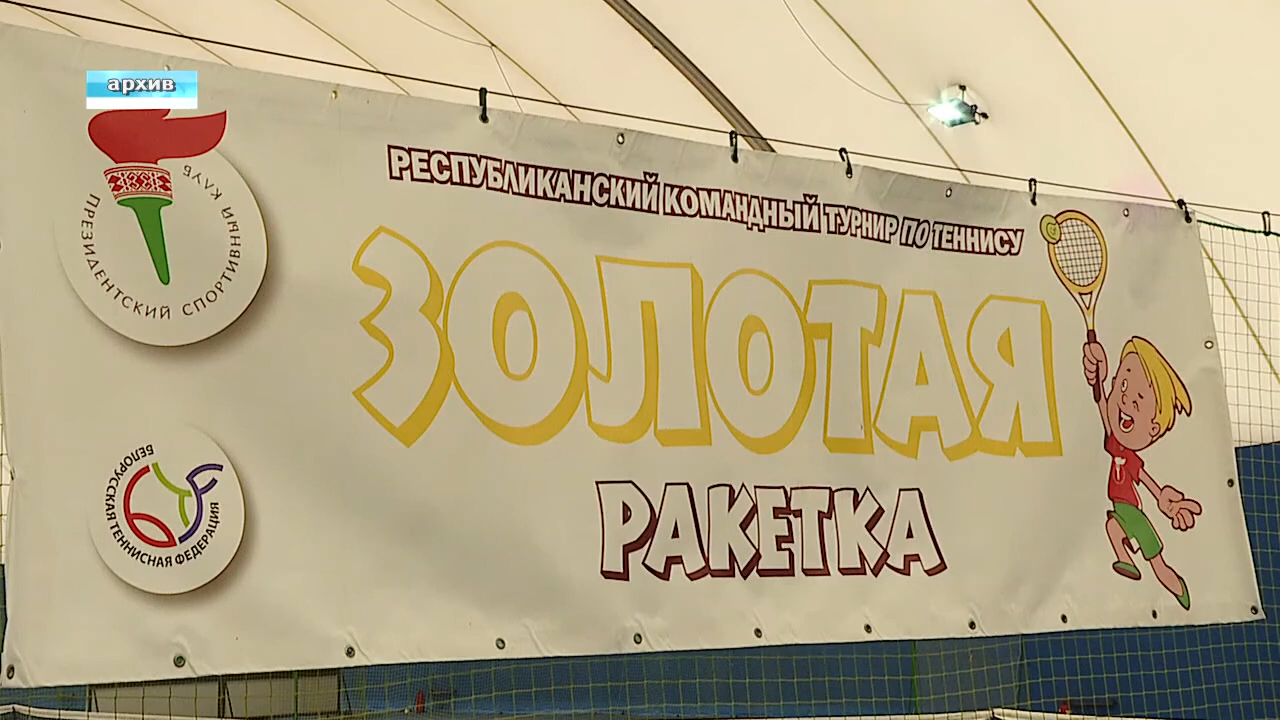 архив
ПРЕЗИДЕНТСКИЙ СПОРТИВНЫЙ КЛУБ
РЕСПУБЛИКАНСКИЙ КОМАНДНЫЙ ТУРНИР ПО ТЕННИСУ
ЗОЛОТАЯ
РАКЕТКА
БЕЛОРУССКАЯ ТЕННИСНАЯ ФЕДЕРАЦИЯ